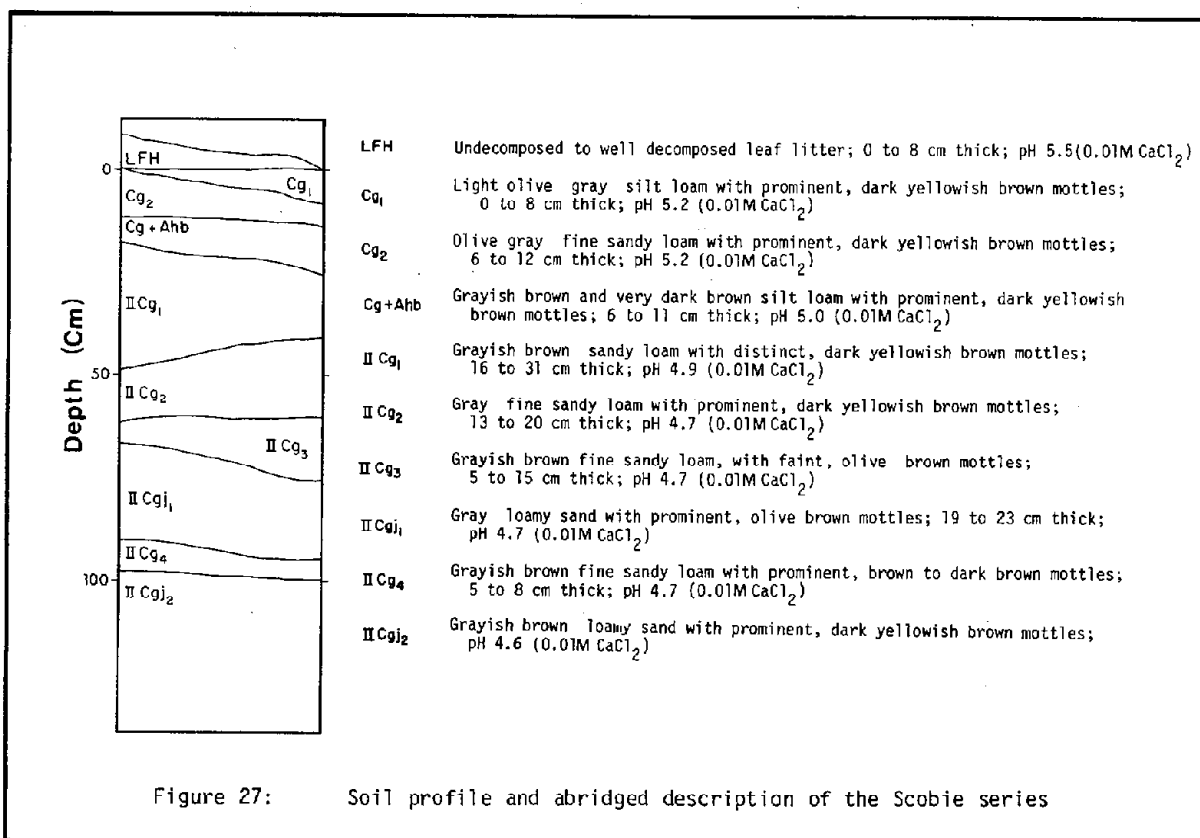 0
50
100
Depth (Cm)
LFH
Cg₁
Cg₂
Cg + Ahb
II Cg₁
II Cg₂
II Cg₃
II Cgj₁
II Cg₄
II Cgj₂
LFH Undecomposed to well decomposed leaf litter; 0 to 8 cm thick; pH 5.5(0.01M CaCl₂)
Cg₁ Light olive gray silt loam with prominent, dark yellowish brown mottles;
0 to 8 cm thick; pH 5.2 (0.01M CaCl₂)
Cg₂ Olive gray fine sandy loam with prominent, dark yellowish brown mottles;
6 to 12 cm thick; pH 5.2 (0.01M CaCl₂)
Cg+Ahb Grayish brown and very dark brown silt loam with prominent, dark yellowish
brown mottles; 6 to 11 cm thick; pH 5.0 (0.01M CaCl₂)
II Cg₁ Grayish brown sandy loam with distinct, dark yellowish brown mottles;
16 to 31 cm thick; pH 4.9 (0.01M CaCl₂)
II Cg₂ Gray fine sandy loam with prominent, dark yellowish brown mottles;
13 to 20 cm thick; pH 4.7 (0.01M CaCl₂)
II Cg₃ Grayish brown fine sandy loam, with faint, olive brown mottles;
5 to 15 cm thick; pH 4.7 (0.01M CaCl₂)
II Cgj₁ Gray loamy sand with prominent, olive brown mottles; 19 to 23 cm thick;
pH 4.7 (0.01M CaCl₂)
II Cg₄ Grayish brown fine sandy loam with prominent, brown to dark brown mottles;
5 to 8 cm thick; pH 4.7 (0.01M CaCl₂)
II Cgj₂ Grayish brown loamy sand with prominent, dark yellowish brown mottles;
pH 4.6 (0.01M CaCl₂)
Figure 27: Soil profile and abridged description of the Scobie series